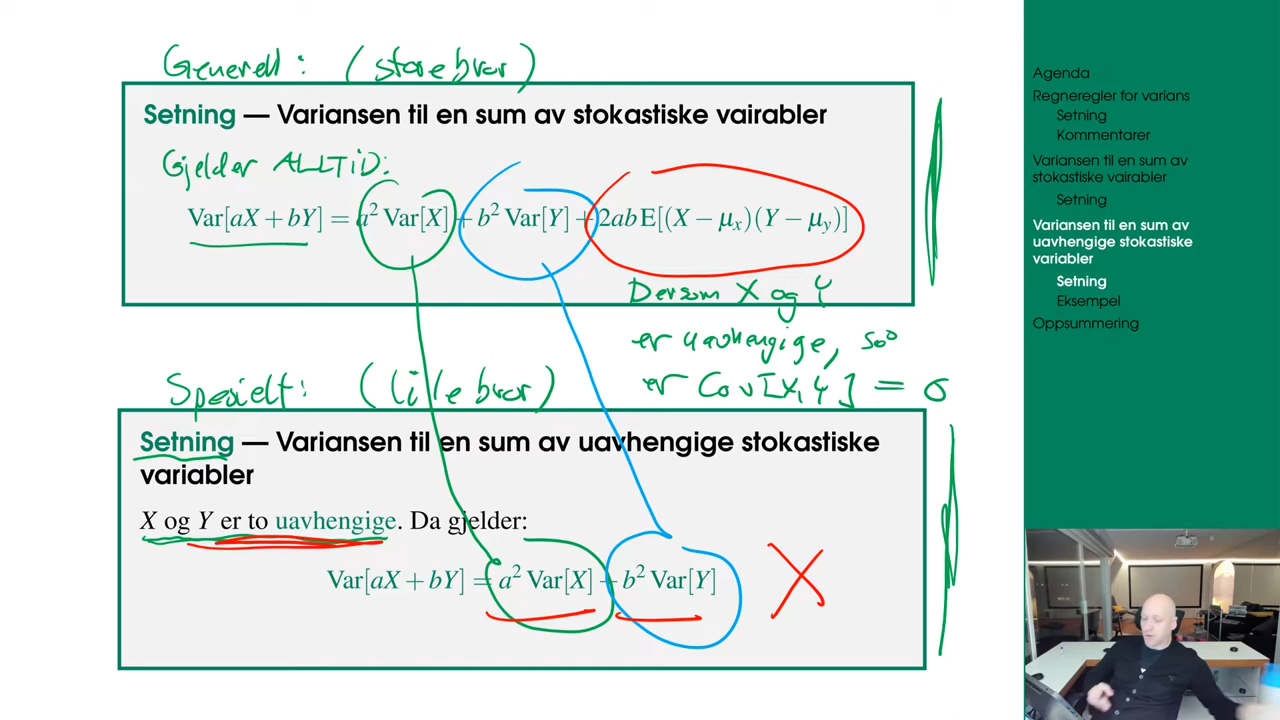 Generell: (storebror)
Setning — Variansen til en sum av stokastiske vairabler
Gjelder ALLTID:
Var[aX + bY] = a² Var[X] + b² Var[Y] + 2ab E[(X − μx)(Y − μy)]
Dersom X og Y
er uavhengige, så
er Cov[X,Y] = 0
Spesielt: (lillebror)
Setning — Variansen til en sum av uavhengige stokastiske
variabler
X og Y er to uavhengige. Da gjelder:
Var[aX + bY] = a² Var[X] + b² Var[Y]
Agenda
Regneregler for varians
Setning
Kommentarer
Variansen til en sum av
stokastiske vairabler
Setning
Variansen til en sum av
uavhengige stokastiske
variabler
Setning
Eksempel
Oppsummering